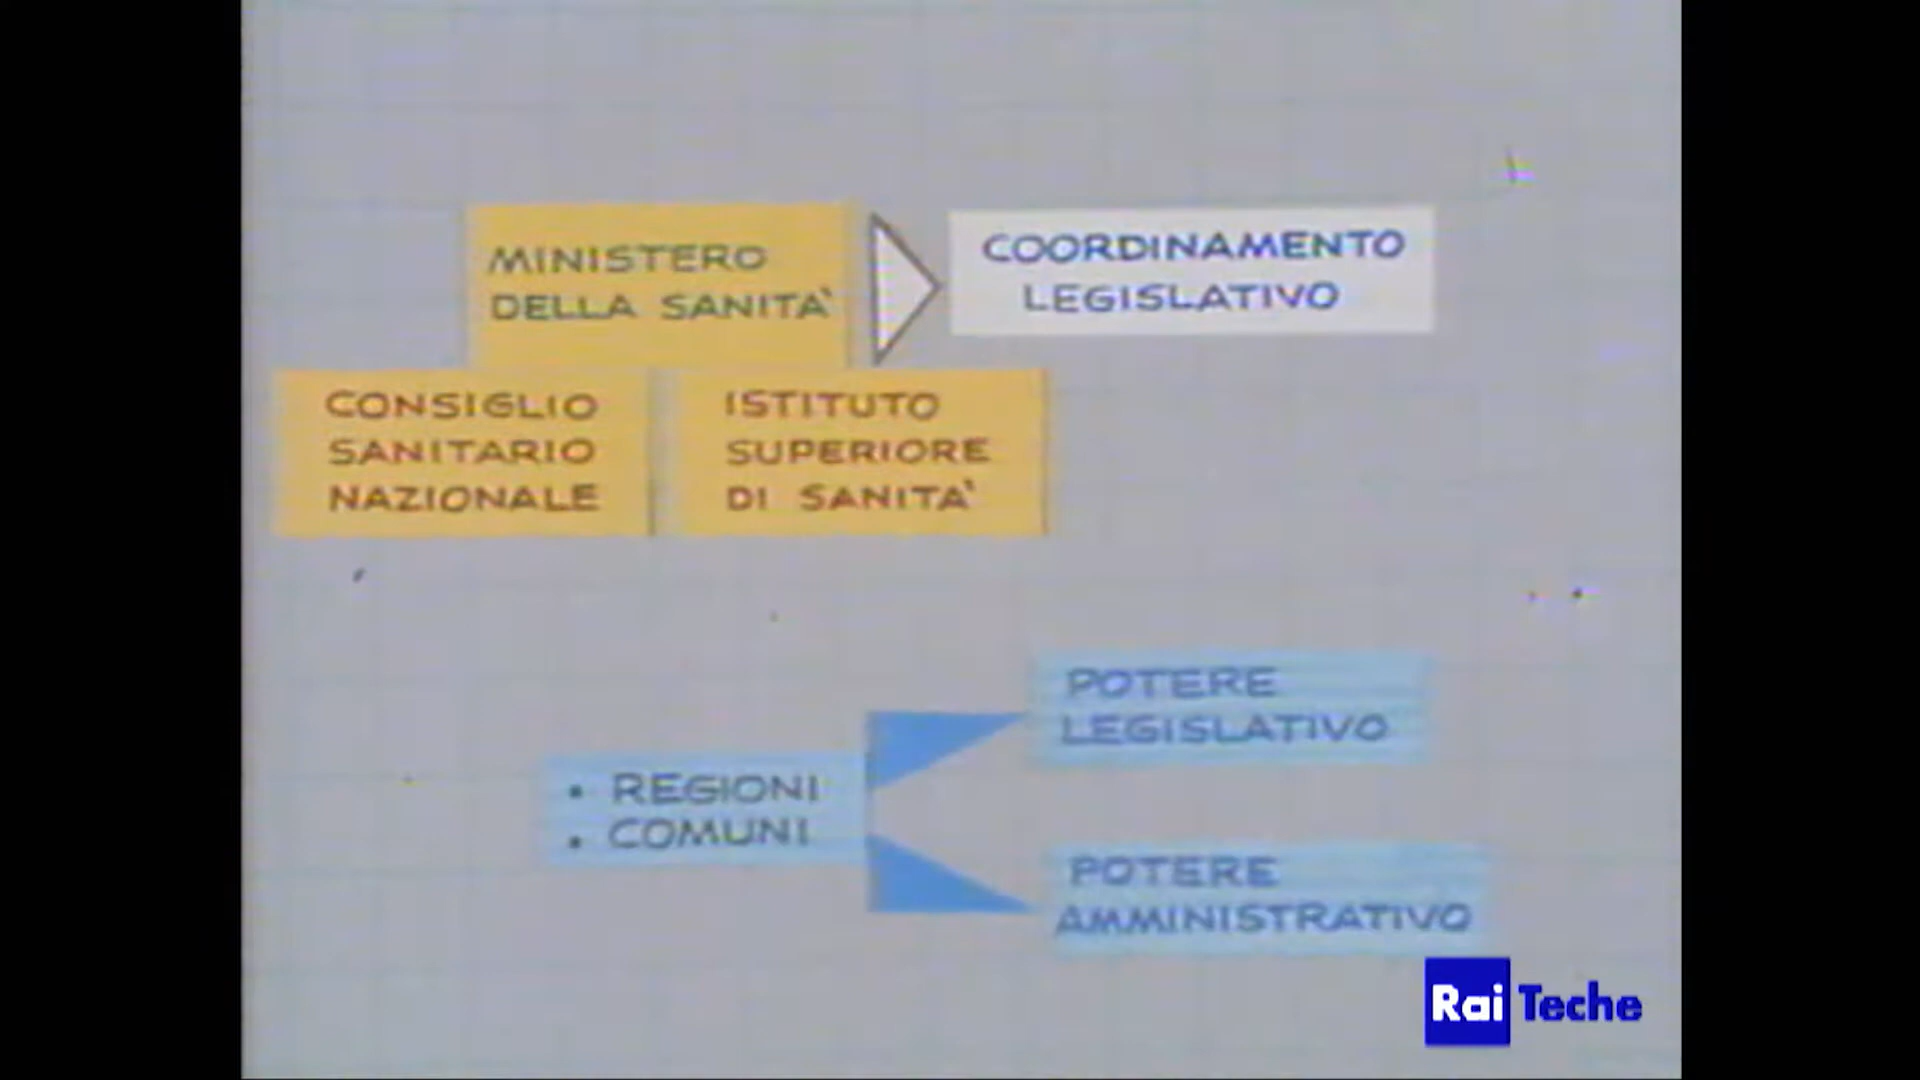 MINISTERO
DELLA SANITA'
COORDINAMENTO
LEGISLATIVO
CONSIGLIO
SANITARIO
NAZIONALE
ISTITUTO
SUPERIORE
DI SANITA'
• REGIONI
• COMUNI
POTERE
LEGISLATIVO
POTERE
AMMINISTRATIVO
Rai Teche